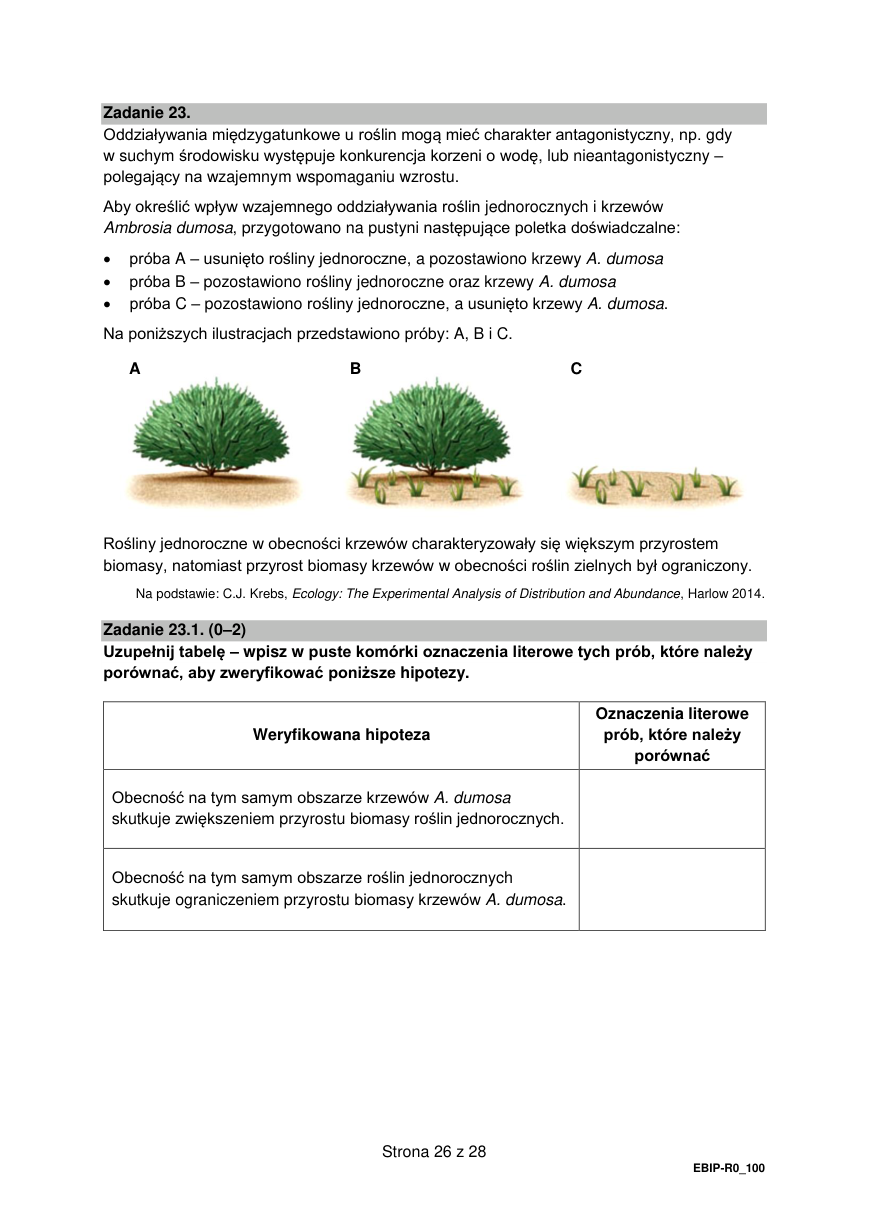 Zadanie 23.
Oddziaływania międzygatunkowe u roślin mogą mieć charakter antagonistyczny, np. gdy
w suchym środowisku występuje konkurencja korzeni o wodę, lub nieantagonistyczny –
polegający na wzajemnym wspomaganiu wzrostu.
Aby określić wpływ wzajemnego oddziaływania roślin jednorocznych i krzewów
Ambrosia dumosa, przygotowano na pustyni następujące poletka doświadczalne:
• próba A – usunięto rośliny jednoroczne, a pozostawiono krzewy A. dumosa
• próba B – pozostawiono rośliny jednoroczne oraz krzewy A. dumosa
• próba C – pozostawiono rośliny jednoroczne, a usunięto krzewy A. dumosa.
Na poniższych ilustracjach przedstawiono próby: A, B i C.
A B C
Rośliny jednoroczne w obecności krzewów charakteryzowały się większym przyrostem
biomasy, natomiast przyrost biomasy krzewów w obecności roślin zielnych był ograniczony.
Na podstawie: C.J. Krebs, Ecology: The Experimental Analysis of Distribution and Abundance, Harlow 2014.
Zadanie 23.1. (0–2)
Uzupełnij tabelę – wpisz w puste komórki oznaczenia literowe tych prób, które należy
porównać, aby zweryfikować poniższe hipotezy.
Weryfikowana hipoteza
Oznaczenia literowe
prób, które należy
porównać
Obecność na tym samym obszarze krzewów A. dumosa
skutkuje zwiększeniem przyrostu biomasy roślin jednorocznych.
Obecność na tym samym obszarze roślin jednorocznych
skutkuje ograniczeniem przyrostu biomasy krzewów A. dumosa.
Strona 26 z 28
EBIP-R0_100